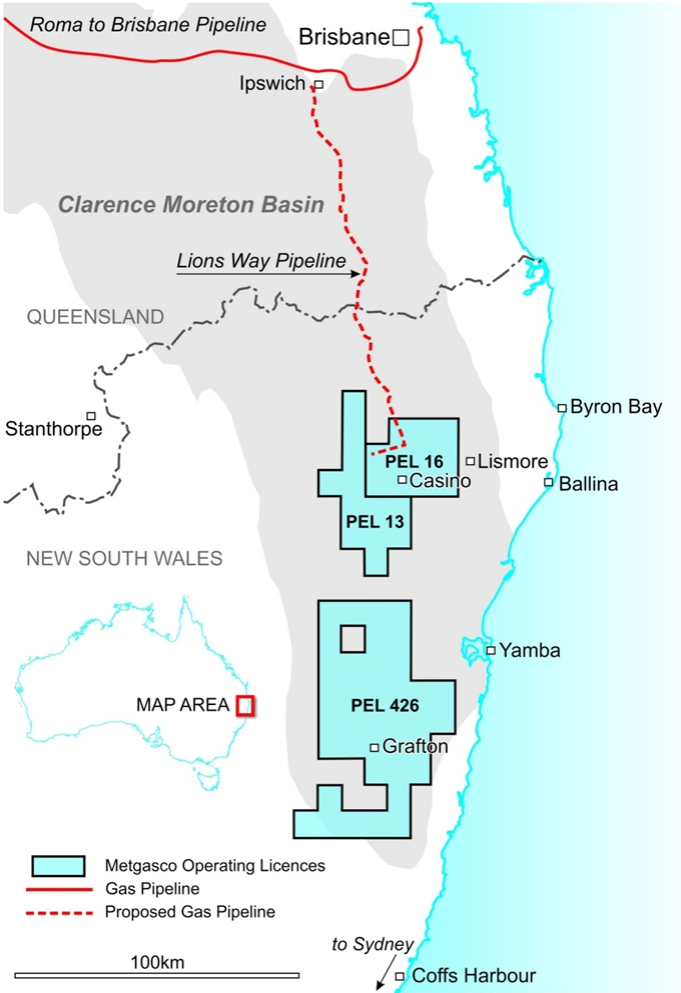 Roma to Brisbane Pipeline
Brisbane
Ipswich
Clarence Moreton Basin
Lions Way Pipeline
QUEENSLAND
Byron Bay
Stanthorpe
PEL 16
Lismore
Casino
Ballina
PEL 13
NEW SOUTH WALES
Yamba
MAP AREA
PEL 426
Grafton
Metgasco Operating Licences
Gas Pipeline
Proposed Gas Pipeline
to Sydney
100km
Coffs Harbour